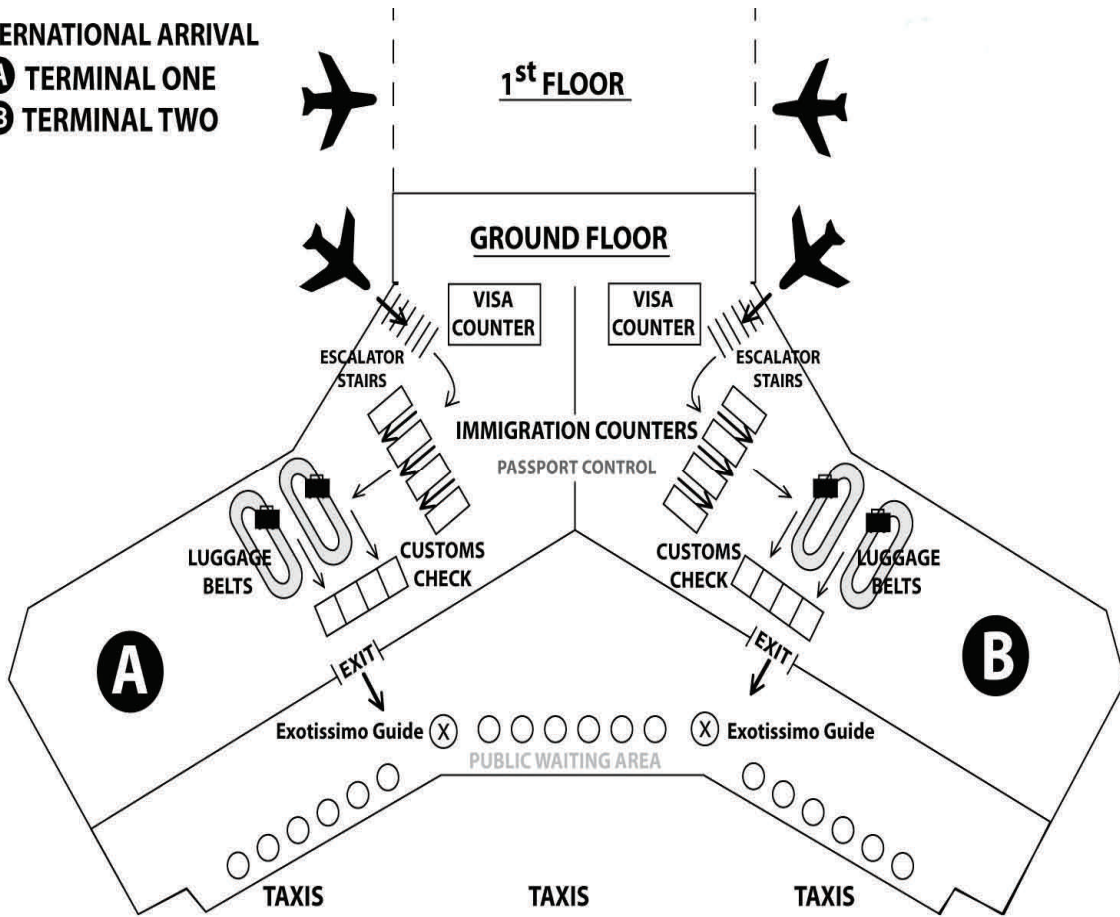 ERNATIONAL ARRIVAL
A TERMINAL ONE
B TERMINAL TWO
1st FLOOR
GROUND FLOOR
VISA
COUNTER
VISA
COUNTER
ESCALATOR
STAIRS
ESCALATOR
STAIRS
IMMIGRATION COUNTERS
PASSPORT CONTROL
LUGGAGE
BELTS
CUSTOMS
CHECK
CUSTOMS
CHECK
LUGGAGE
BELTS
A
B
EXIT
EXIT
Exotissimo Guide X
X Exotissimo Guide
PUBLIC WAITING AREA
TAXIS
TAXIS
TAXIS